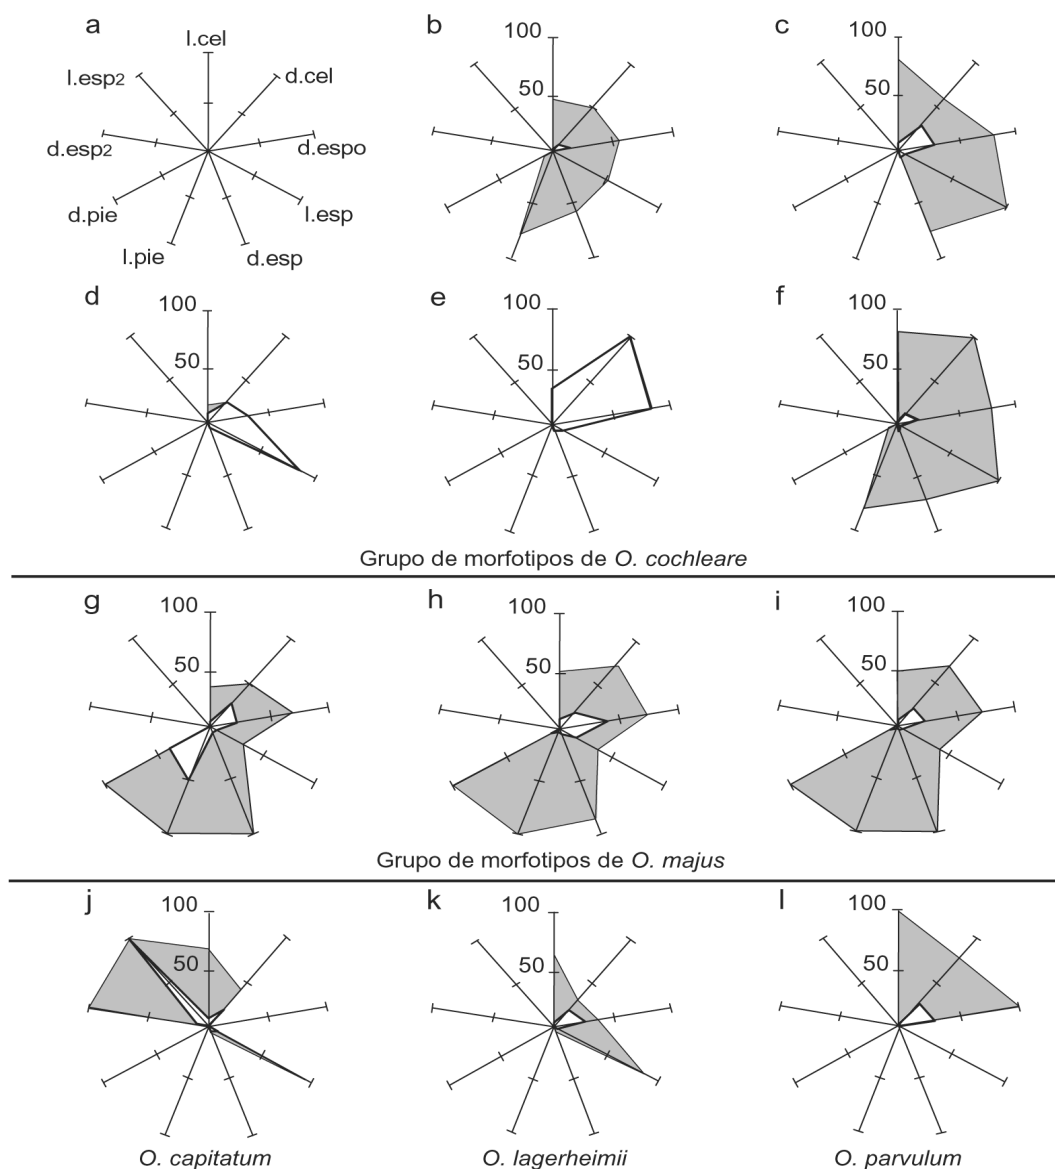 a
l.cel
d.cel
d.espo
l.esp
d.esp
l.pie
d.pie
d.esp2
l.esp2
b
100
50
c
100
50
d
100
50
e
100
50
f
100
50
Grupo de morfotipos de O. cochleare
g
100
50
h
100
50
i
100
50
Grupo de morfotipos de O. majus
j
100
50
O. capitatum
k
100
50
O. lagerheimii
l
100
50
O. parvulum